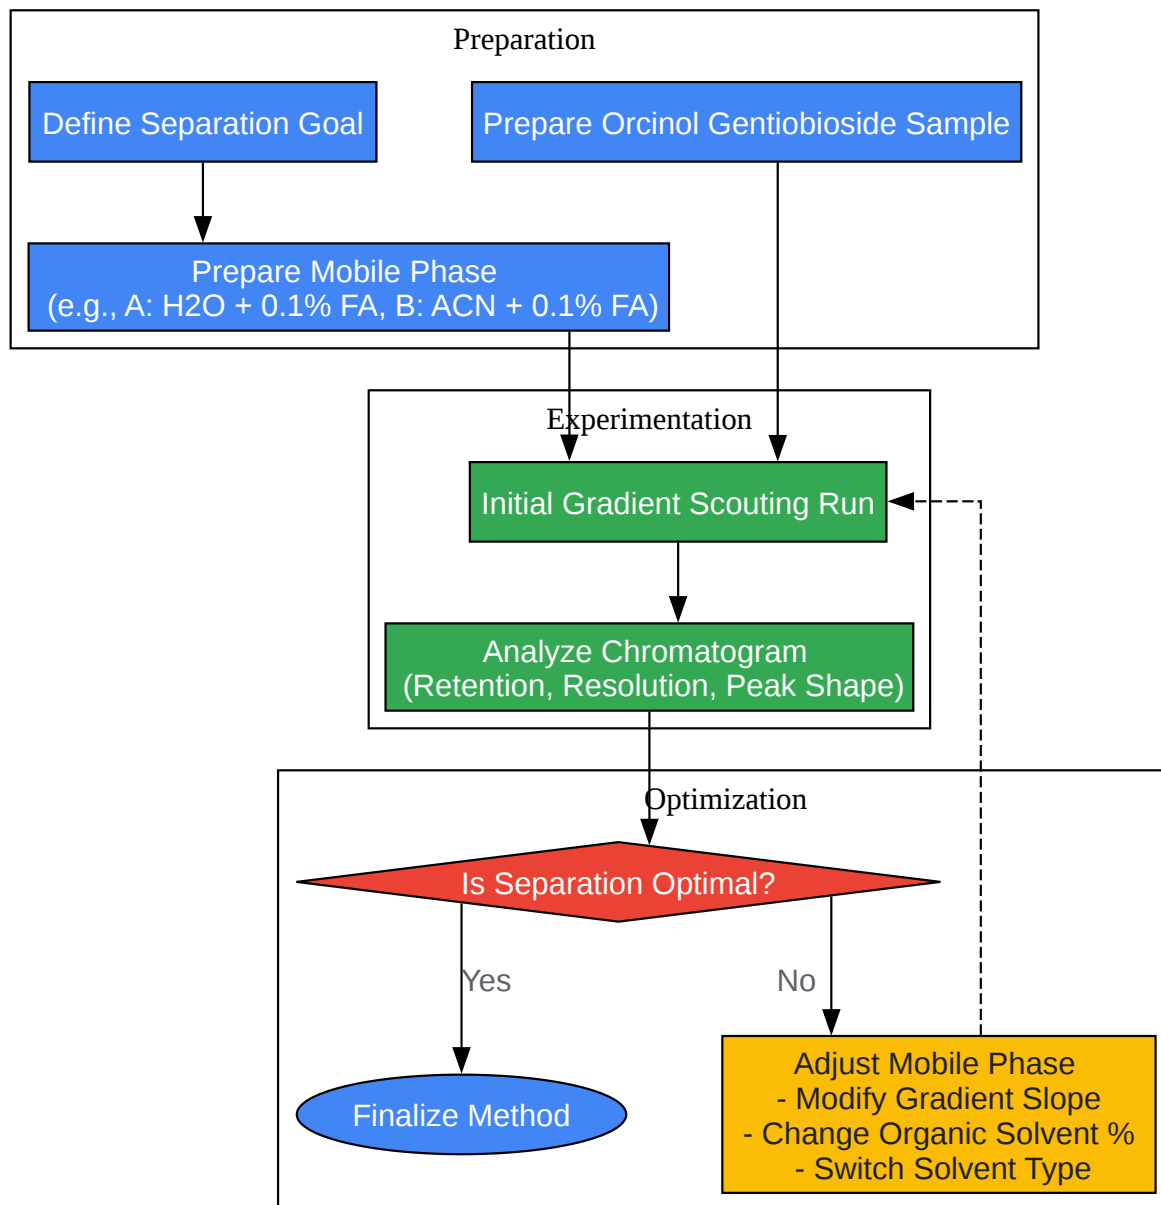 Preparation
Define Separation Goal
Prepare Orcinol Gentiobioside Sample
Prepare Mobile Phase
(e.g., A: H2O + 0.1% FA, B: ACN + 0.1% FA)
Experimentation
Initial Gradient Scouting Run
Analyze Chromatogram
(Retention, Resolution, Peak Shape)
Optimization
Is Separation Optimal?
Yes
No
Finalize Method
Adjust Mobile Phase
- Modify Gradient Slope
- Change Organic Solvent %
- Switch Solvent Type